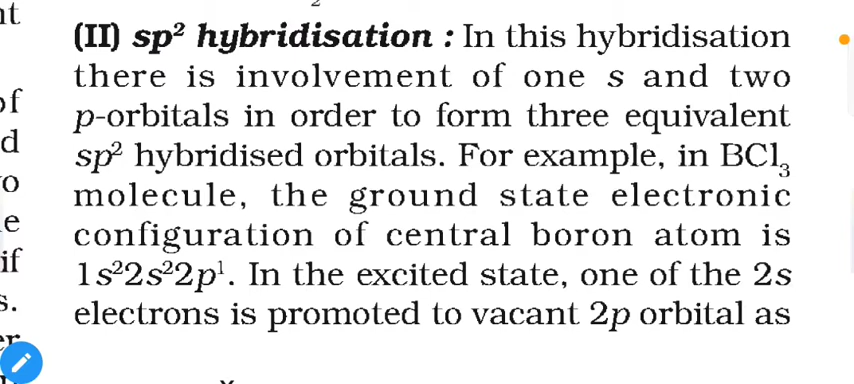 (II) sp² hybridisation : In this hybridisation
there is involvement of one s and two
p-orbitals in order to form three equivalent
sp² hybridised orbitals. For example, in BCl₃
molecule, the ground state electronic
configuration of central boron atom is
1s²2s²2p¹. In the excited state, one of the 2s
electrons is promoted to vacant 2p orbital as